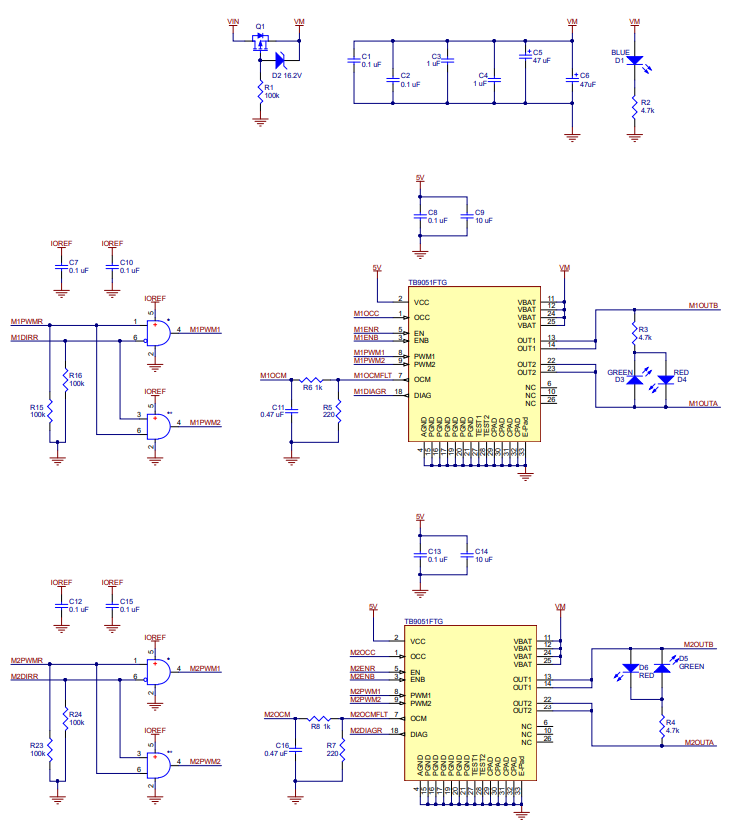 VIN Q1 VM
D2 16.2V
R1
100k
VM
C1
0.1 uF
C2
0.1 uF
C3
1 uF
C4
1 uF
C5
47 uF
C6
47uF
VM
BLUE
D1
R2
4.7k
5V
C8
0.1 uF
C9
10 uF
IOREF IOREF
C7
0.1 uF
C10
0.1 uF
IOREF
5
M1PWMR 1
M1DIRR 6
4 M1PWM1
2
R16
100k
R15
100k
IOREF
5
3
6
4 M1PWM2
2
5V
TB9051FTG
VM
2 VCC
M1OCC 1 OCC
M1ENR 5 EN
M1ENB 3 ENB
M1PWM1 8 PWM1
M1PWM2 9 PWM2
M1OCM R6 1k M1OCMFLT 7 OCM
M1DIAGR 18 DIAG
C11
0.47 uF
R5
220
VBAT 11
VBAT 12
VBAT 24
VBAT 25
OUT1 13
OUT1 14
OUT2 22
OUT2 23
NC 6
NC 10
NC 26
AGND PGND PGND PGND PGND PGND PGND TEST1 TEST2 CPAD CPAD CPAD CPAD E-Pad
4 15 16 17 19 20 21 27 28 29 30 31 32 33
M1OUTB
R3
4.7k
GREEN
D3
RED
D4
M1OUTA
5V
C13
0.1 uF
C14
10 uF
IOREF IOREF
C12
0.1 uF
C15
0.1 uF
IOREF
5
M2PWMR 1
M2DIRR 6
4 M2PWM1
2
R24
100k
R23
100k
IOREF
5
3
6
4 M2PWM2
2
5V
TB9051FTG
VM
2 VCC
M2OCC 1 OCC
M2ENR 5 EN
M2ENB 3 ENB
M2PWM1 8 PWM1
M2PWM2 9 PWM2
M2OCM R8 1k M2OCMFLT 7 OCM
M2DIAGR 18 DIAG
C16
0.47 uF
R7
220
VBAT 11
VBAT 12
VBAT 24
VBAT 25
OUT1 13
OUT1 14
OUT2 22
OUT2 23
NC 6
NC 10
NC 26
AGND PGND PGND PGND PGND PGND PGND TEST1 TEST2 CPAD CPAD CPAD CPAD E-Pad
4 15 16 17 19 20 21 27 28 29 30 31 32 33
M2OUTB
D6
RED
D5
GREEN
R4
4.7k
M2OUTA